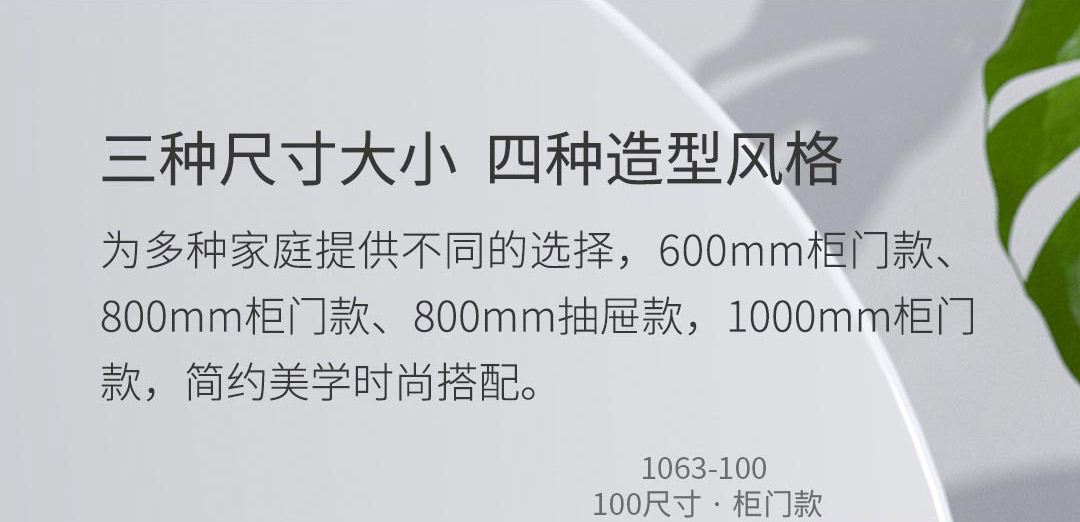 三种尺寸大小 四种造型风格
为多种家庭提供不同的选择，600mm柜门款、
800mm柜门款、800mm抽屉款，1000mm柜门
款，简约美学时尚搭配。
1063-100
100尺寸 · 柜门款